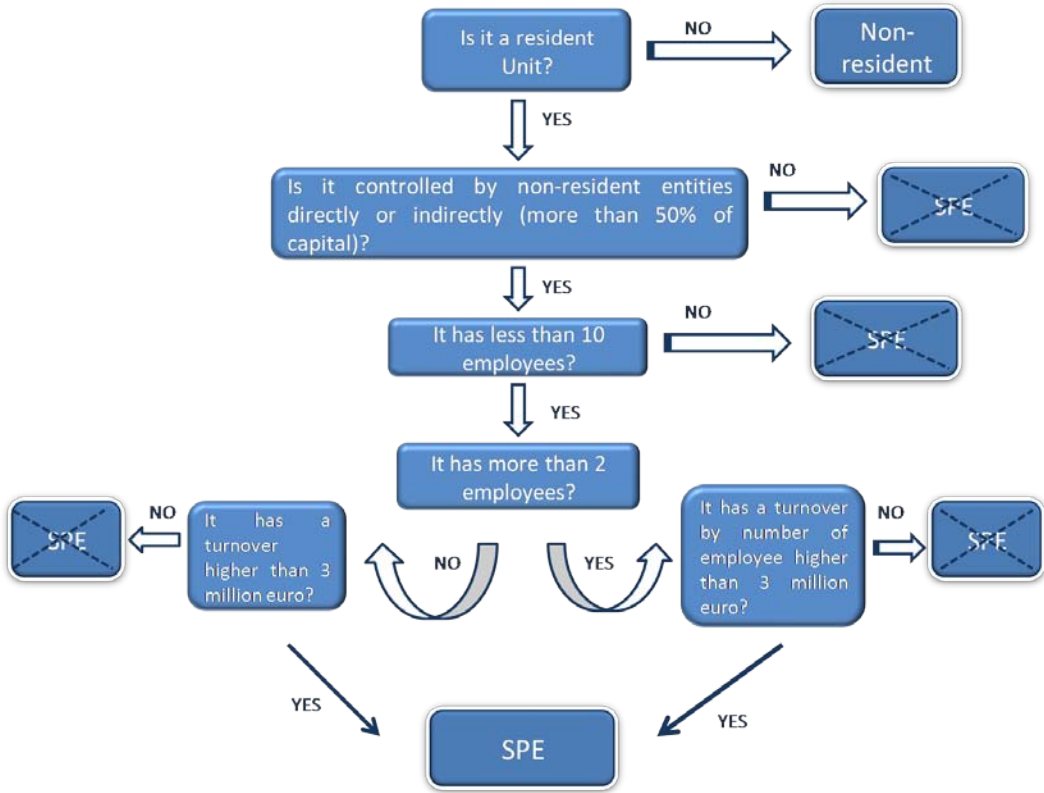 Is it a resident
Unit?
NO
Non-
resident
YES
Is it controlled by non-resident entities
directly or indirectly (more than 50% of
capital)?
NO
SPE
YES
It has less than 10
employees?
NO
SPE
YES
It has more than 2
employees?
SPE
NO
It has a
turnover
higher than 3
million euro?
NO
YES
It has a turnover
by number of
employee higher
than 3 million
euro?
NO
SPE
YES
YES
SPE